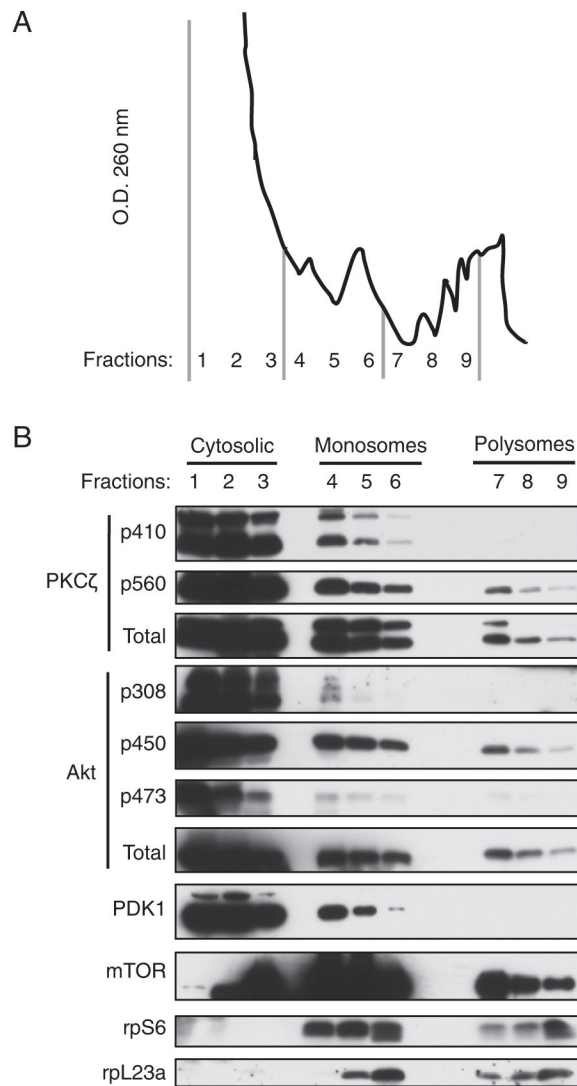 A
O.D. 260 nm
Fractions: 1 2 3 4 5 6 7 8 9
B
Cytosolic Monosomes Polysomes
Fractions: 1 2 3 4 5 6 7 8 9
p410
PKCζ p560
Total
p308
p450
Akt
p473
Total
PDK1
mTOR
rpS6
rpL23a